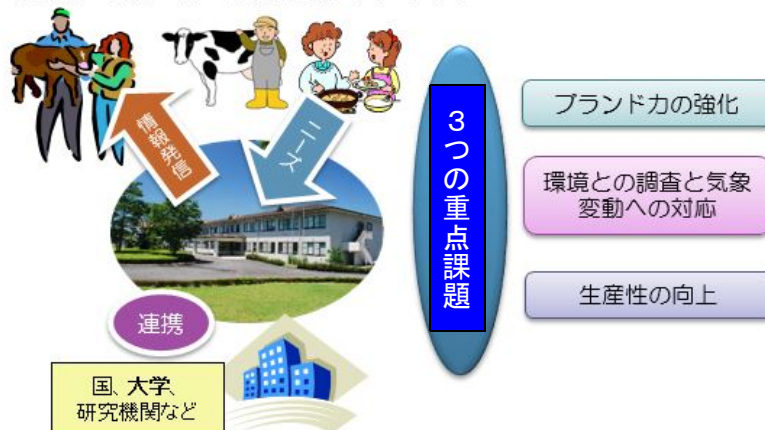 情報発信
ニーズ
連携
国、大学、
研究機関など
3つの重点課題
ブランド力の強化
環境との調査と気象
変動への対応
生産性の向上